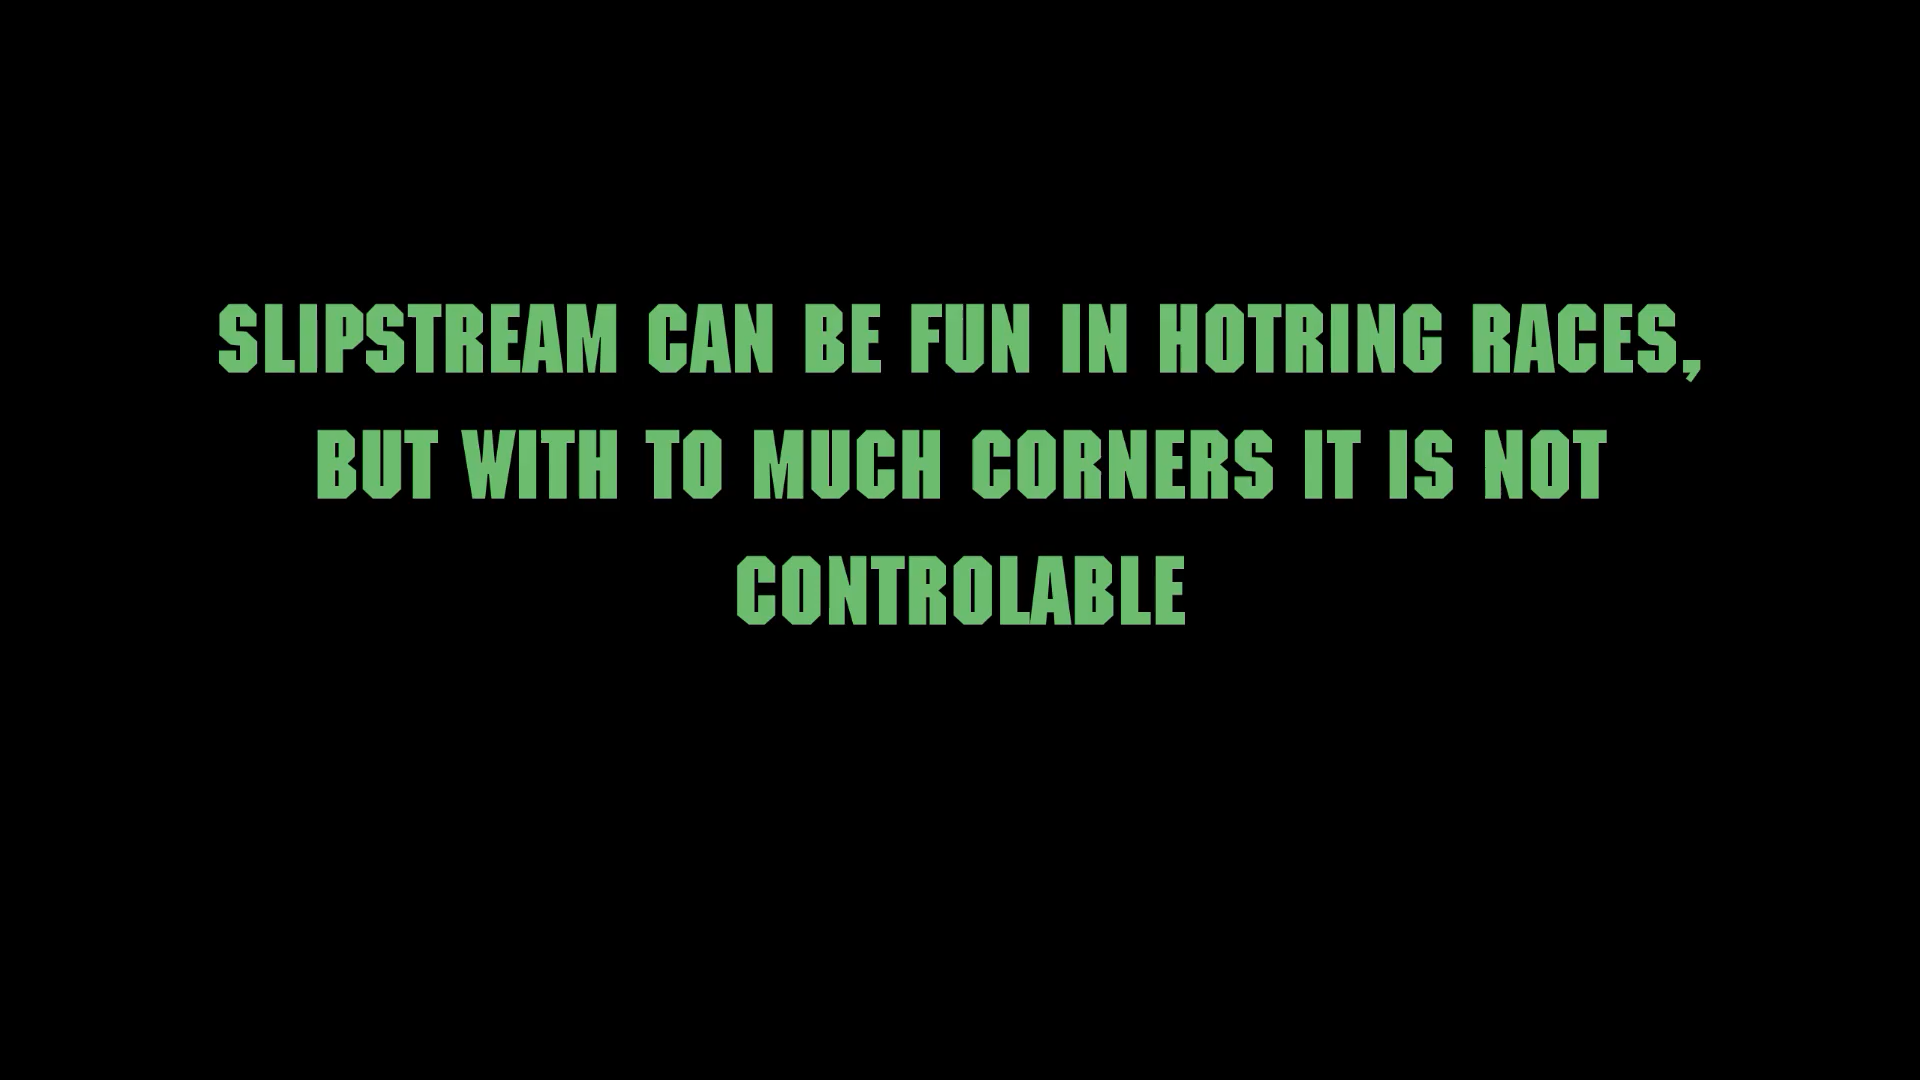 SLIPSTREAM CAN BE FUN IN HOTRING RACES,
BUT WITH TO MUCH CORNERS IT IS NOT
CONTROLABLE